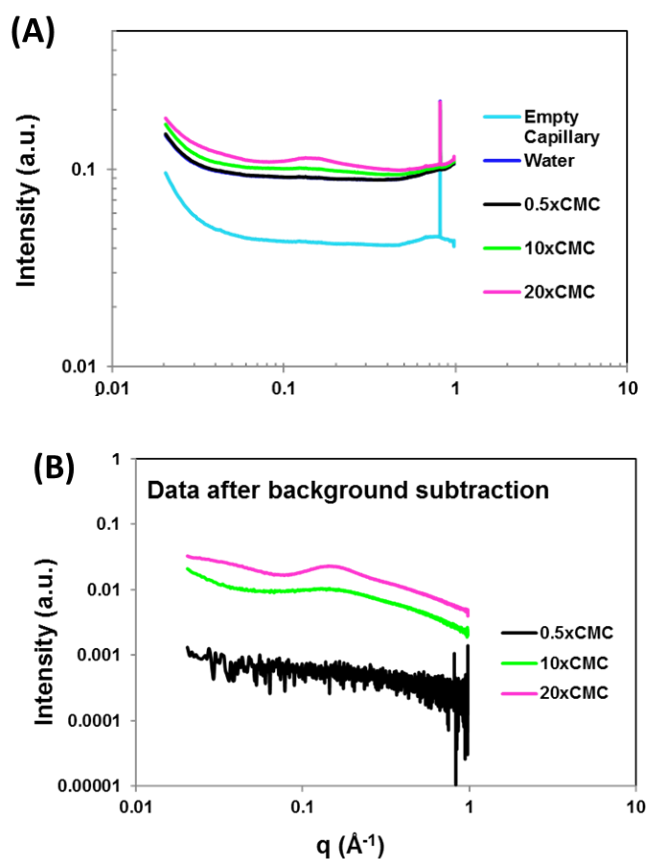 (A)
Intensity (a.u.)
0.1
0.01
0.01
0.1
1
10
Empty
Capillary
Water
0.5xCMC
10xCMC
20xCMC
(B)
Data after background subtraction
Intensity (a.u.)
1
0.1
0.01
0.001
0.0001
0.00001
0.01
0.1
1
10
0.5xCMC
10xCMC
20xCMC
q (Å⁻¹)